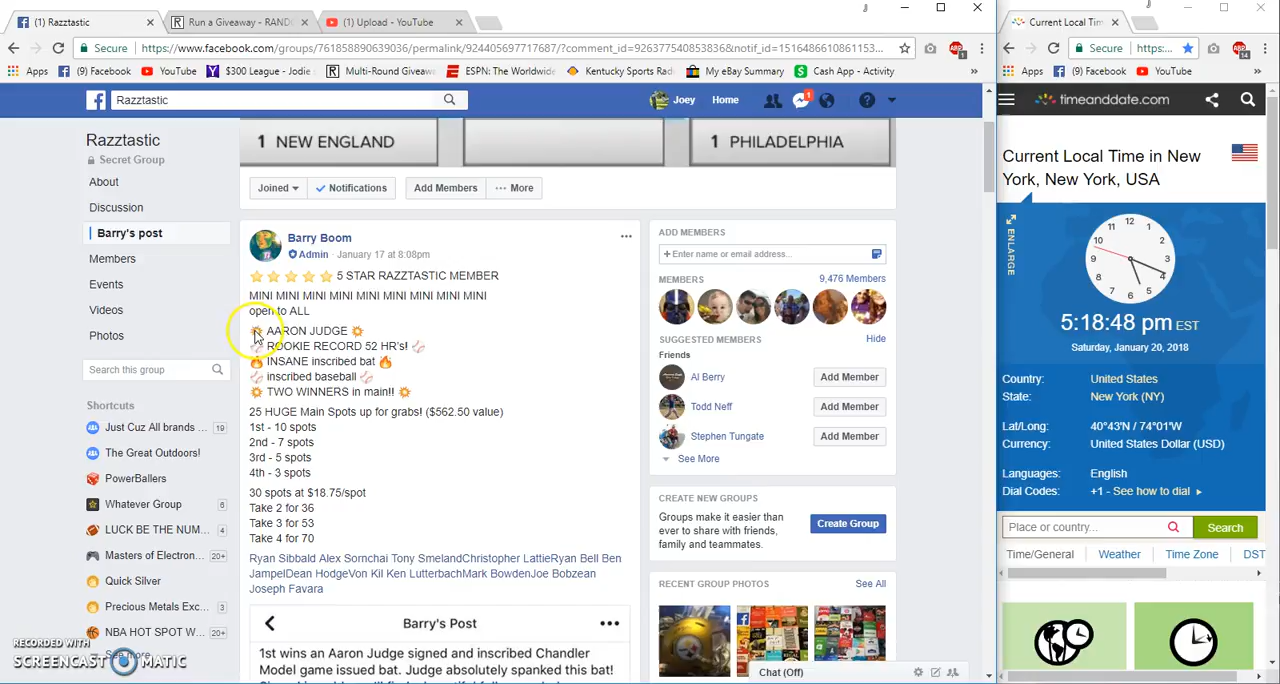 (1) Razztastic
Run a Giveaway - RAND
(1) Upload - YouTube
Current Local Time in New
Secure
https://www.facebook.com/groups/761858890639036/permalink/924405697717687/?comment_id=926377540853836&notif_id=1516486610861153...
Secure
https:...
Apps
(9) Facebook
YouTube
$300 League - Jodie
Multi-Round Giveaw
ESPN: The Worldwide
Kentucky Sports Rad
My eBay Summary
Cash App - Activity
»
Apps
(9) Facebook
YouTube
Razztastic
Joey
Home
1
timeanddate.com
Razztastic
Secret Group
About
Discussion
Barry's post
Members
Events
Videos
Photos
Search this group
Shortcuts
Just Cuz All brands ... 19
The Great Outdoors!
PowerBallers
Whatever Group 6
LUCK BE THE NUM... 4
Masters of Electron... 20+
Quick Silver
Precious Metals Exc... 3
NBA HOT SPOT W... 20+
See More
RECORDED WITH
SCREENCAST MATIC
1 NEW ENGLAND
1 PHILADELPHIA
Joined
Notifications
Add Members
More
Barry Boom
Admin · January 17 at 8:08pm
5 STAR RAZZTASTIC MEMBER
MINI MINI MINI MINI MINI MINI MINI MINI MINI
open to ALL
AARON JUDGE
ROOKIE RECORD 52 HR's!
INSANE inscribed bat
inscribed baseball
TWO WINNERS in main!!
25 HUGE Main Spots up for grabs! ($562.50 value)
1st - 10 spots
2nd - 7 spots
3rd - 5 spots
4th - 3 spots
30 spots at $18.75/spot
Take 2 for 36
Take 3 for 53
Take 4 for 70
Ryan Sibbald Alex Somchai Tony SmelandChristopher LattieRyan Bell Ben
JampelDean HodgeVon Kil Ken LutterbachMark BowdenJoe Bobzean
Joseph Favara
Barry's Post
1st wins an Aaron Judge signed and inscribed Chandler
Model game issued bat. Judge absolutely spanked this bat!
ADD MEMBERS
+ Enter name or email address...
MEMBERS
9,476 Members
SUGGESTED MEMBERS
Hide
Friends
Al Berry
Add Member
Todd Neff
Add Member
Stephen Tungate
Add Member
See More
CREATE NEW GROUPS
Groups make it easier than
ever to share with friends,
family and teammates.
Create Group
RECENT GROUP PHOTOS
See All
Chat (Off)
Current Local Time in New
York, New York, USA
ENLARGE
12
1
2
3
4
5
6
7
8
9
10
11
5:18:48 pm EST
Saturday, January 20, 2018
Country: United States
State: New York (NY)
Lat/Long: 40°43'N / 74°01'W
Currency: United States Dollar (USD)
Languages: English
Dial Codes: +1 - See how to dial
Place or country...
Search
Time/General
Weather
Time Zone
DST